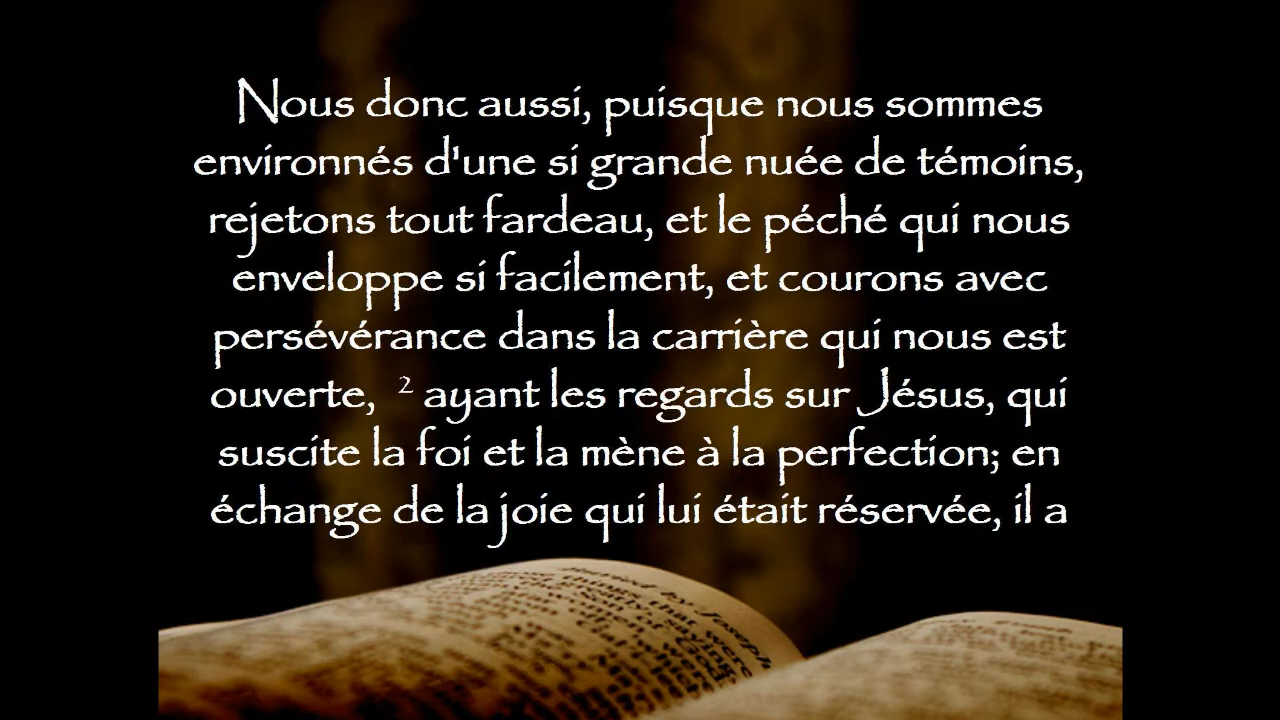 Nous donc aussi, puisque nous sommes
environnés d'une si grande nuée de témoins,
rejetons tout fardeau, et le péché qui nous
enveloppe si facilement, et courons avec
persévérance dans la carrière qui nous est
ouverte, ² ayant les regards sur Jésus, qui
suscite la foi et la mène à la perfection; en
échange de la joie qui lui était réservée, il a